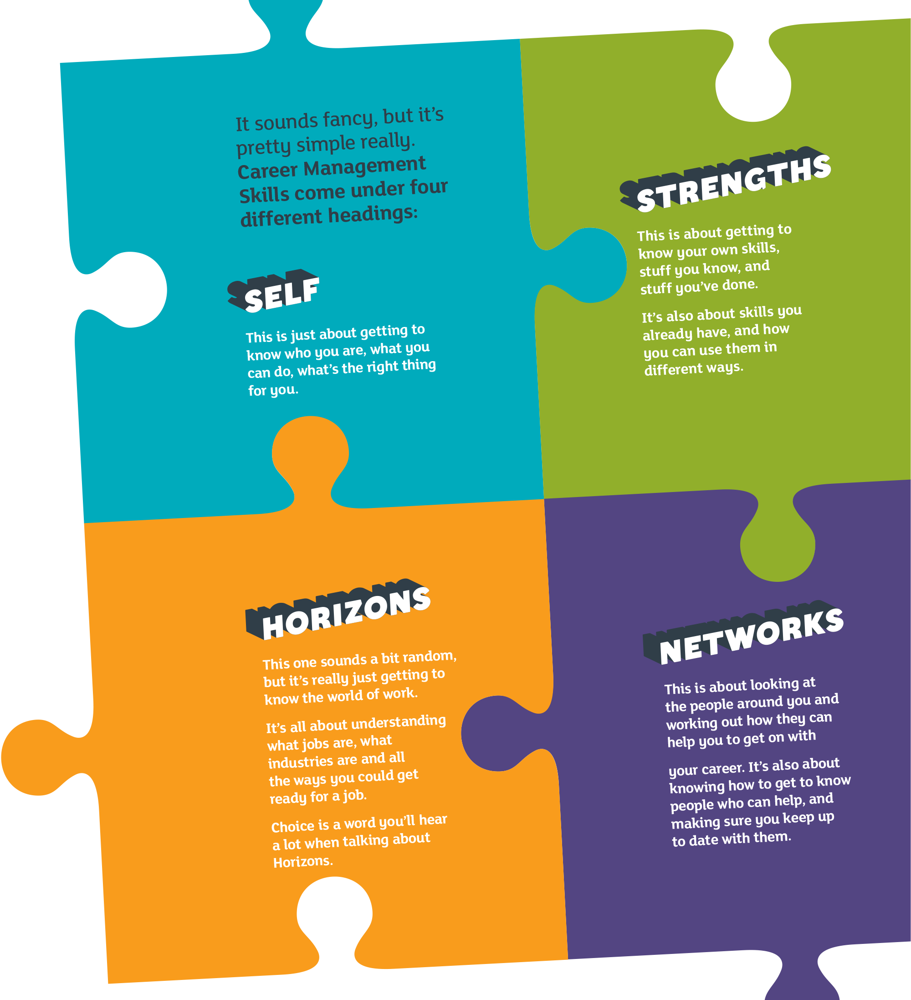 It sounds fancy, but it's
pretty simple really.
Career Management
Skills come under four
different headings:
SELF
This is just about getting to
know who you are, what you
can do, what's the right thing
for you.
STRENGTHS
This is about getting to
know your own skills,
stuff you know, and
stuff you've done.
It's also about skills you
already have, and how
you can use them in
different ways.
HORIZONS
This one sounds a bit random,
but it's really just getting to
know the world of work.
It's all about understanding
what jobs are, what
industries are and all
the ways you could get
ready for a job.
Choice is a word you'll hear
a lot when talking about
Horizons.
NETWORKS
This is about looking at
the people around you and
working out how they can
help you to get on with
your career. It's also about
knowing how to get to know
people who can help, and
making sure you keep up
to date with them.